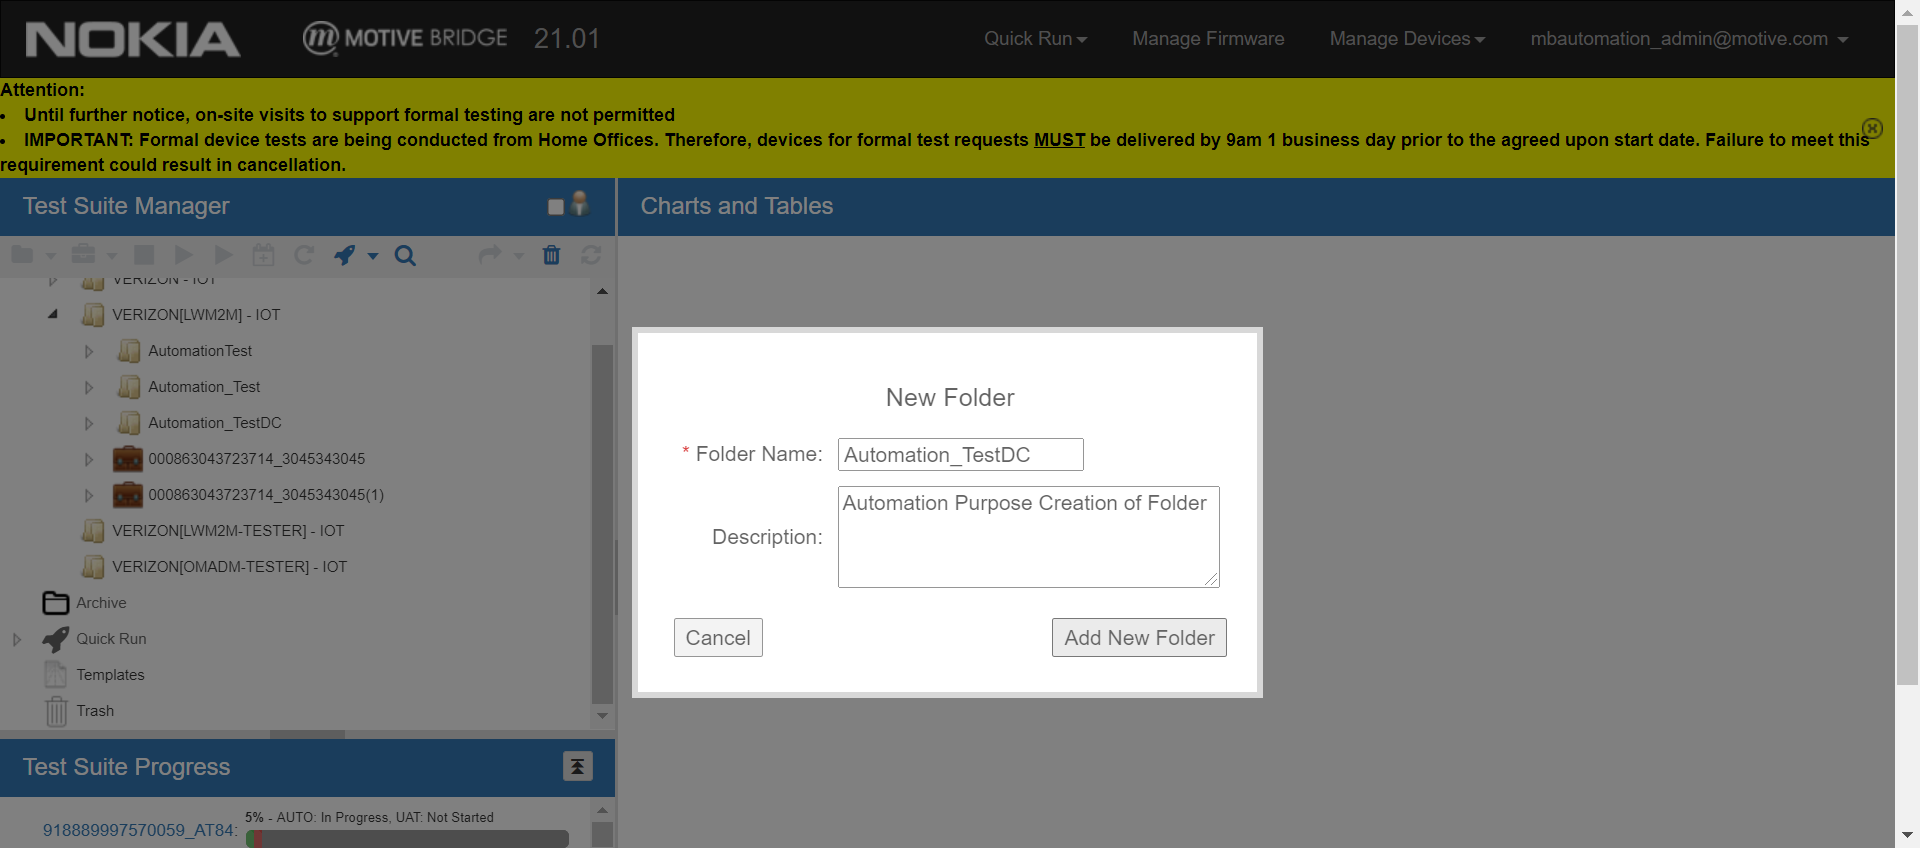 NOKIA
m MOTIVE BRIDGE 21.01
Quick Run
Manage Firmware
Manage Devices
mbautomation_admin@motive.com
Attention:
• Until further notice, on-site visits to support formal testing are not permitted
• IMPORTANT: Formal device tests are being conducted from Home Offices. Therefore, devices for formal test requests MUST be delivered by 9am 1 business day prior to the agreed upon start date. Failure to meet this
requirement could result in cancellation.
Test Suite Manager
Charts and Tables
VERIZON - IOT
VERIZON[LWM2M] - IOT
AutomationTest
Automation_Test
Automation_TestDC
000863043723714_3045343045
000863043723714_3045343045(1)
VERIZON[LWM2M-TESTER] - IOT
VERIZON[OMADM-TESTER] - IOT
Archive
Quick Run
Templates
Trash
New Folder
* Folder Name: Automation_TestDC
Description: Automation Purpose Creation of Folder
Cancel
Add New Folder
Test Suite Progress
918889997570059_AT84: 5% - AUTO: In Progress, UAT: Not Started